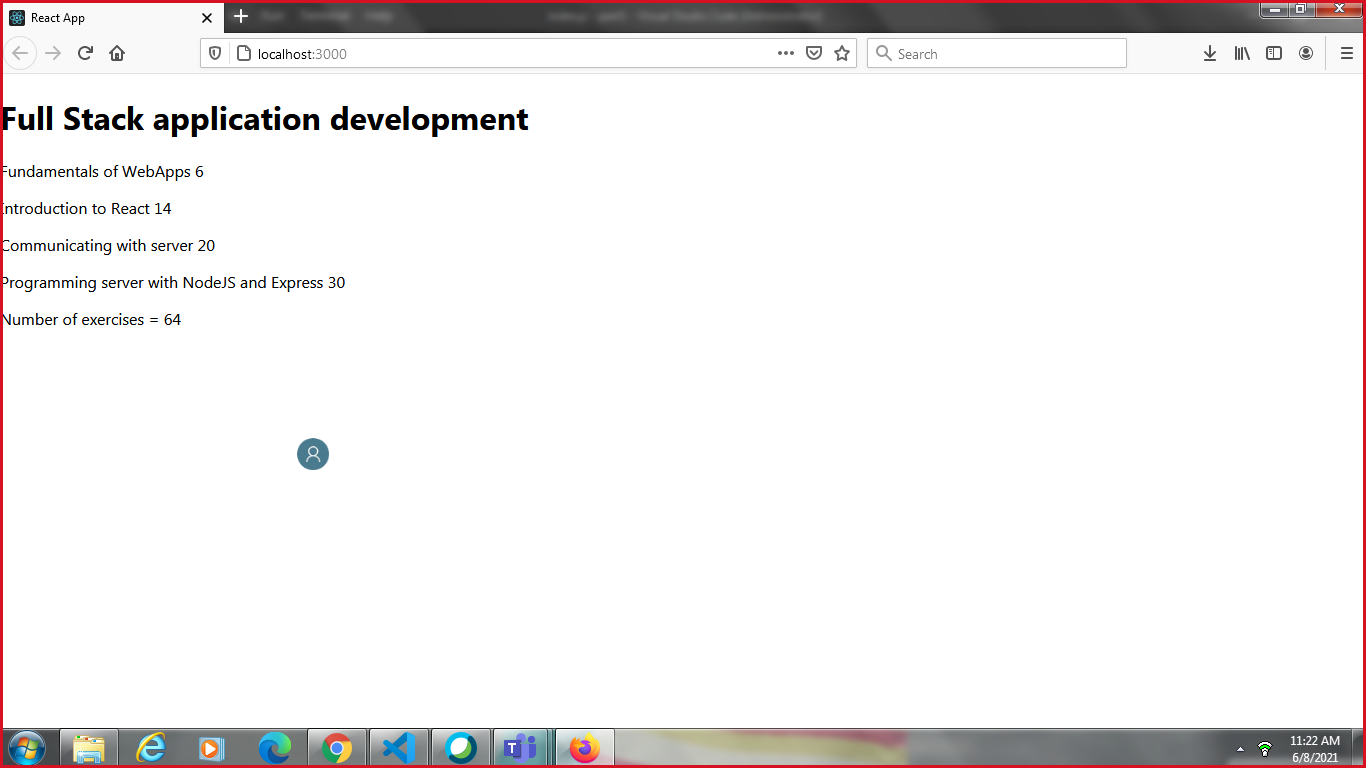 React App
localhost:3000
Search
Full Stack application development
Fundamentals of WebApps 6
Introduction to React 14
Communicating with server 20
Programming server with NodeJS and Express 30
Number of exercises = 64
11:22 AM
6/8/2021